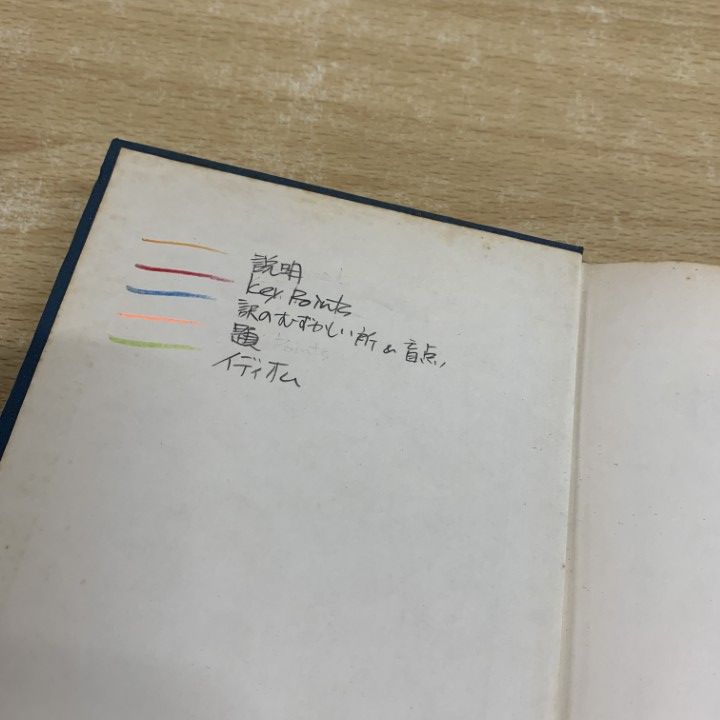 説明
Key Points
訳のむずかしい所 & 盲点,
題
イディオム